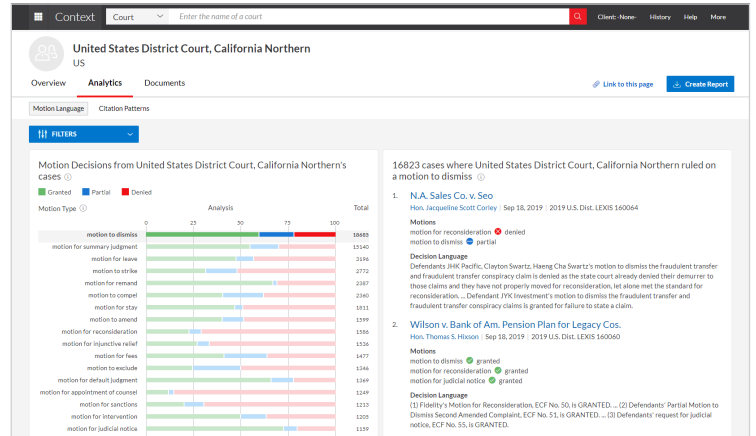 Context Court Enter the name of a court Client: -None- History Help More
United States District Court, California Northern
US
Overview Analytics Documents Link to this page Create Report
Motion Language Citation Patterns
FILTERS
Motion Decisions from United States District Court, California Northern's
cases
Granted Partial Denied
Motion Type Analysis Total
0 25 50 75 100
motion to dismiss 18683
motion for summary judgment 15140
motion for leave 3196
motion to strike 2772
motion for remand 2387
motion to compel 2360
motion for stay 1811
motion to amend 1599
motion for reconsideration 1586
motion for injunctive relief 1536
motion for fees 1477
motion to exclude 1346
motion for default judgment 1369
motion for appointment of counsel 1249
motion for sanctions 1213
motion for intervention 1205
motion for judicial notice 1159
16823 cases where United States District Court, California Northern ruled on
a motion to dismiss
1. N.A. Sales Co. v. Seo
Hon. Jacqueline Scott Corley | Sep 18, 2019 | 2019 U.S. Dist. LEXIS 160064
Motions
motion for reconsideration denied
motion to dismiss partial
Decision Language
Defendants JHK Pacific, Clayton Swartz, Haeng Cha Swartz's motion to dismiss the fraudulent transfer
and fraudulent transfer conspiracy claim is denied as the state court already denied their demurrer to
those claims and they have not properly moved for reconsideration, let alone met the standard for
reconsideration. ... Defendant JYK Investment's motion to dismiss the fraudulent transfer and
fraudulent transfer conspiracy claims is granted for failure to state a claim.
2. Wilson v. Bank of Am. Pension Plan for Legacy Cos.
Hon. Thomas S. Hixson | Sep 18, 2019 | 2019 U.S. Dist. LEXIS 160060
Motions
motion to dismiss granted
motion for reconsideration granted
motion for judicial notice granted
Decision Language
(1) Fidelity's Motion for Reconsideration, ECF No. 50, is GRANTED. ... (2) Defendants' Partial Motion to
Dismiss Second Amended Complaint, ECF No. 51, is GRANTED. ... (3) Defendants' request for judicial
notice, ECF No. 55, is GRANTED.